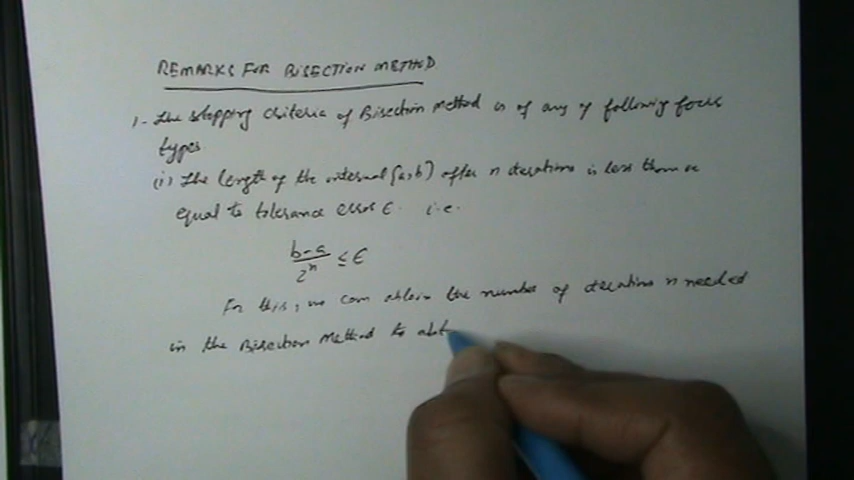 REMARKS FOR BISECTION METHOD
1- The stopping criteria of Bisection Method is of any of following four
types
(i) The length of the interval [a,b] after n iterations is less than or
equal to tolerance error ϵ. i.e.
(b-a)/2^n ≤ ϵ
For this, we can obtain the number of iterations n needed
in the Bisection Method to obt